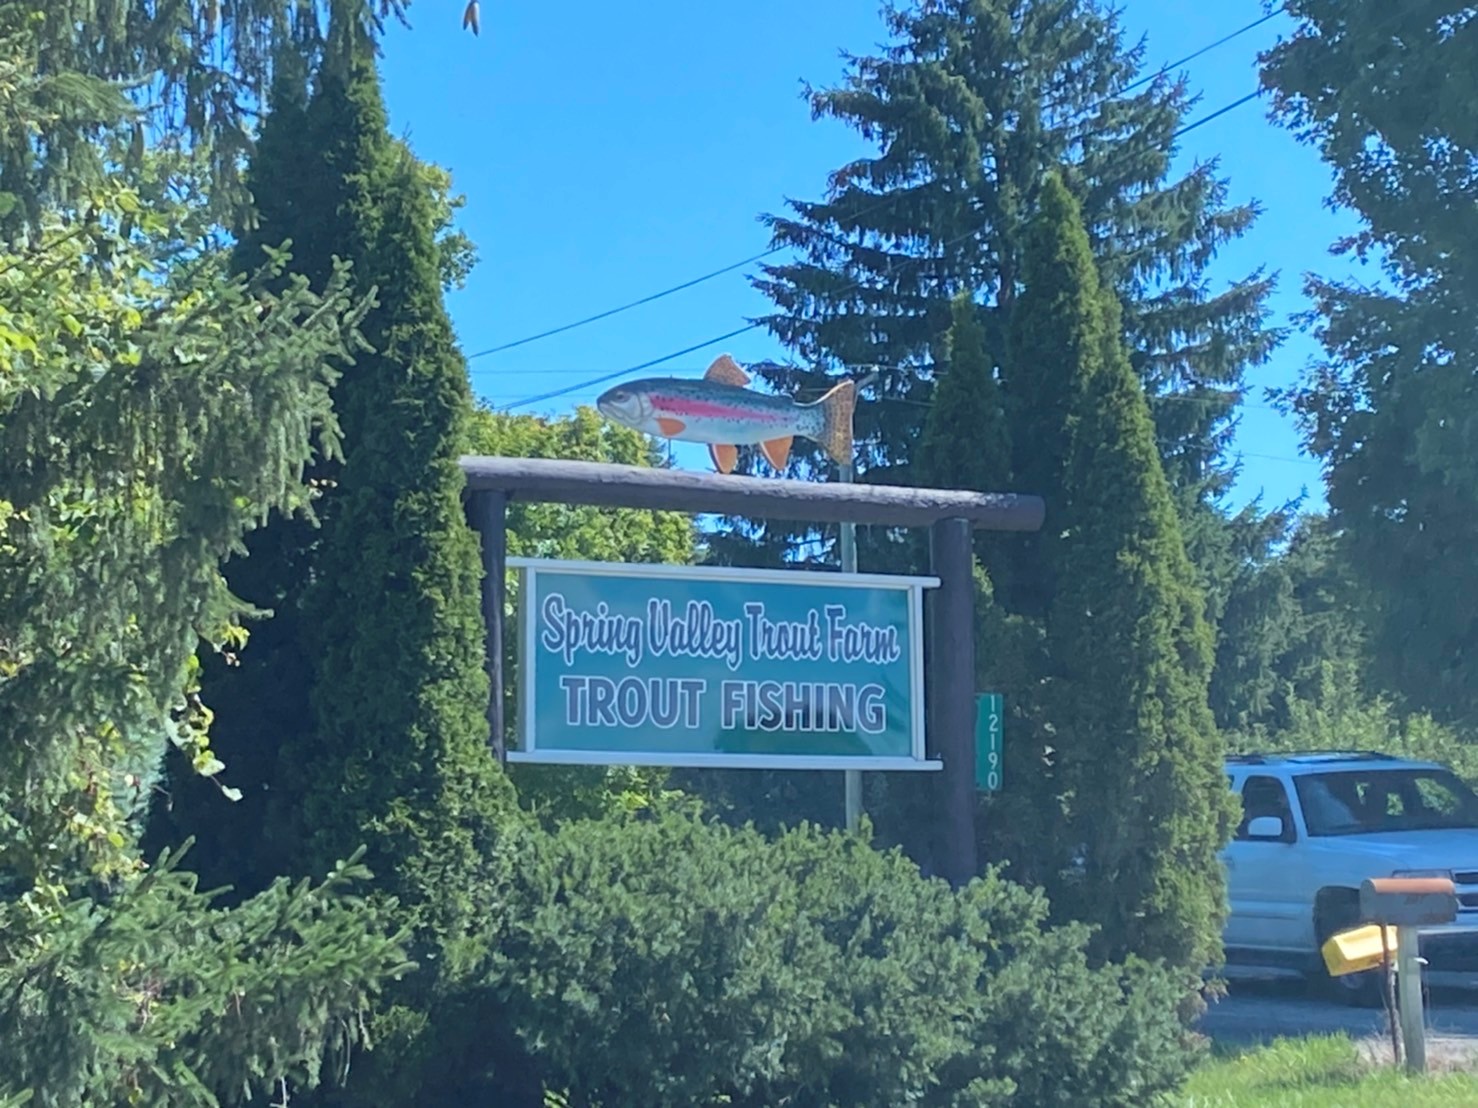 Spring Valley Trout Farm
TROUT FISHING
12190